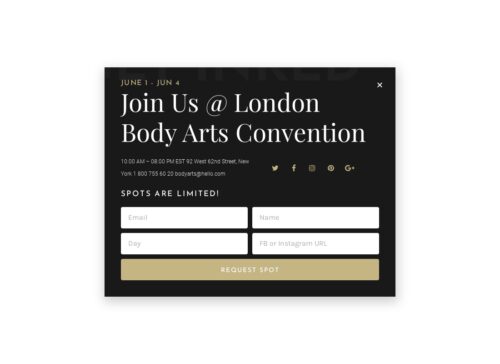 GET INKED
JUNE 1 - JUN 4
Join Us @ London
Body Arts Convention
10:00 AM – 08:00 PM EST 92 West 62nd Street, New
York 1 800 755 60 20 bodyarts@hello.com
SPOTS ARE LIMITED!
Email
Name
Day
FB or Instagram URL
REQUEST SPOT